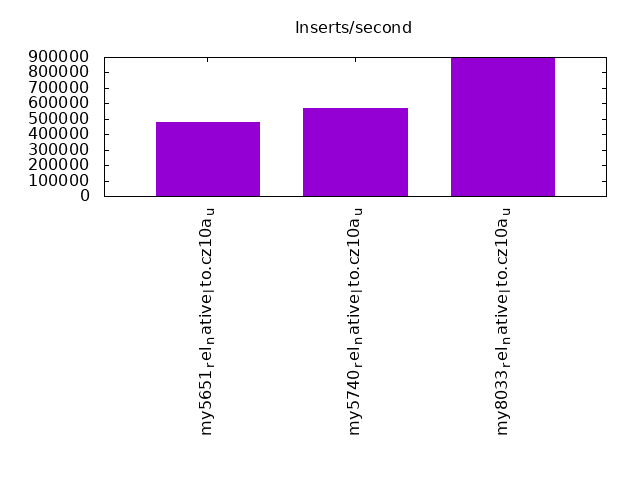 Inserts/second
900000
800000
700000
600000
500000
400000
300000
200000
100000
0
my5651relnativelto.cz10au
my5740relnativelto.cz10au
my8033relnativelto.cz10au